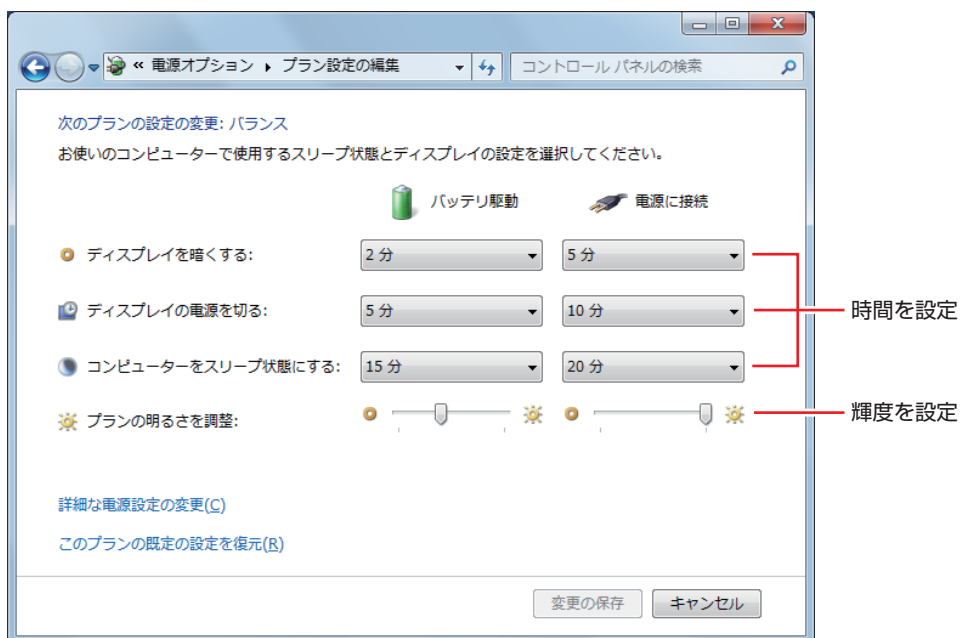 « 電源オプション ▸ プラン設定の編集
コントロール パネルの検索
次のプランの設定の変更: バランス
お使いのコンピューターで使用するスリープ状態とディスプレイの設定を選択してください。
バッテリ駆動 電源に接続
ディスプレイを暗くする: 2 分 5 分
ディスプレイの電源を切る: 5 分 10 分
時間を設定
コンピューターをスリープ状態にする: 15 分 20 分
プランの明るさを調整:
輝度を設定
詳細な電源設定の変更(C)
このプランの既定の設定を復元(R)
変更の保存 キャンセル